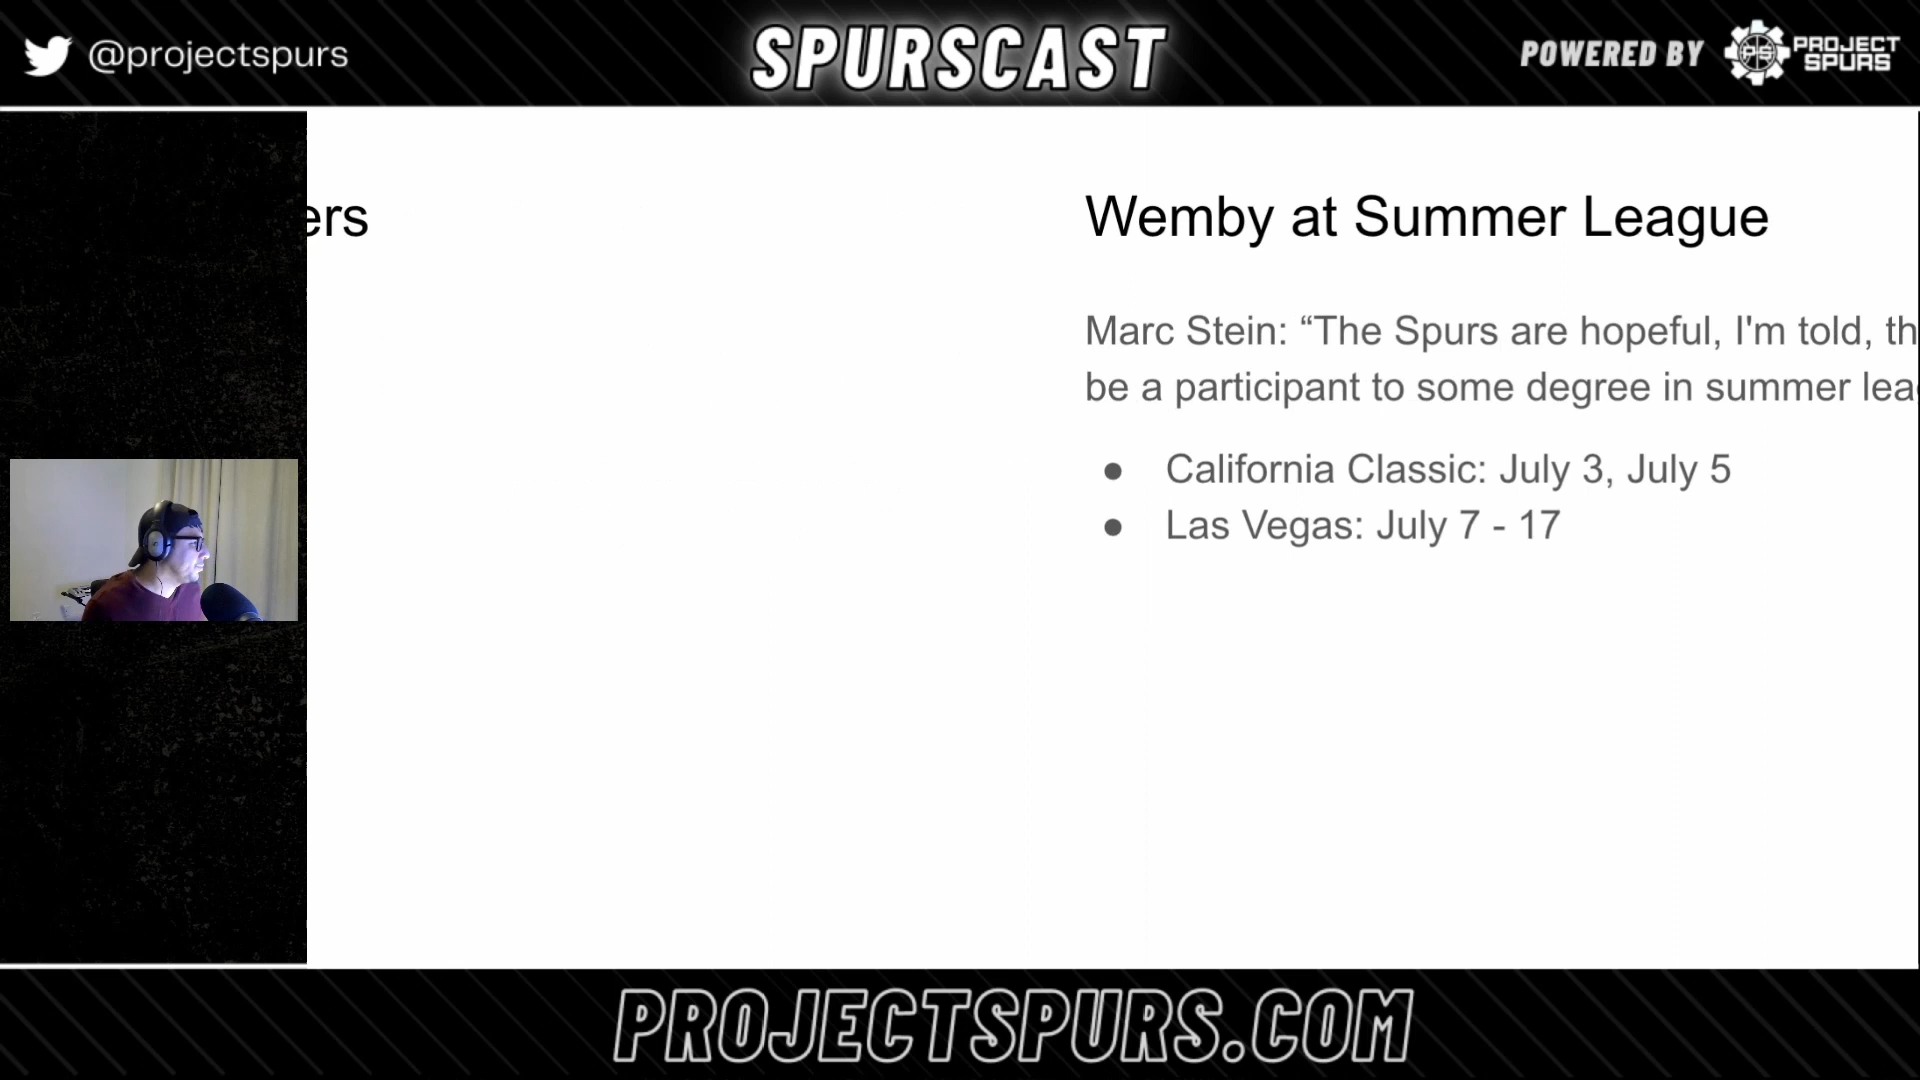 @projectspurs
SPURSCAST
POWERED BY
PROJECT
SPURS
PS
ers
Wemby at Summer League
Marc Stein: “The Spurs are hopeful, I'm told, th
be a participant to some degree in summer lea
● California Classic: July 3, July 5
● Las Vegas: July 7 - 17
PROJECTSPURS.COM